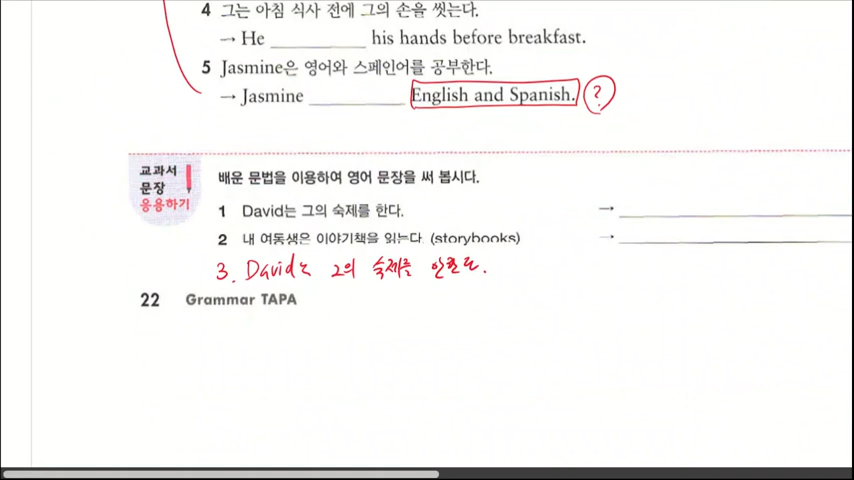 4 그는 아침 식사 전에 그의 손을 씻는다.
→ He __________ his hands before breakfast.
5 Jasmine은 영어와 스페인어를 공부한다.
→ Jasmine __________ English and Spanish. ?
교과서
문장
응용하기
배운 문법을 이용하여 영어 문장을 써 봅시다.
1 David는 그의 숙제를 한다. → __________
2 내 여동생은 이야기책을 읽는다. (storybooks) → __________
3. David는 그의 숙제를 안한다.
22 Grammar TAPA